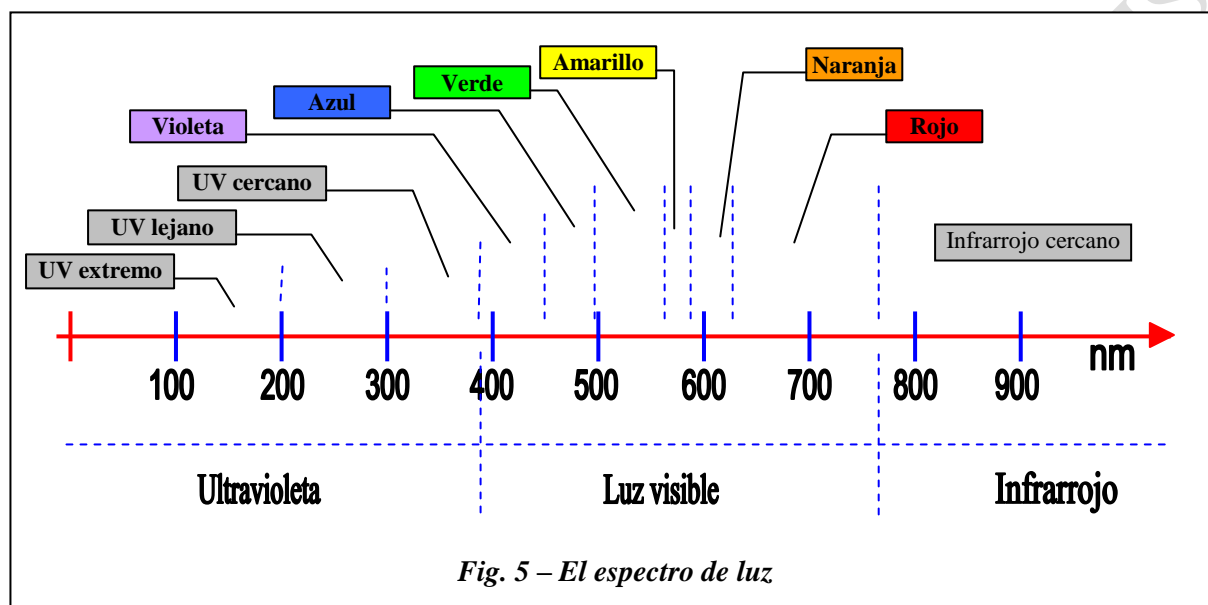 Amarillo
Naranja
Verde
Azul
Violeta
Rojo
UV cercano
UV lejano
Infrarrojo cercano
UV extremo
nm
100 200 300 400 500 600 700 800 900
Ultravioleta Luz visible Infrarrojo
Fig. 5 – El espectro de luz